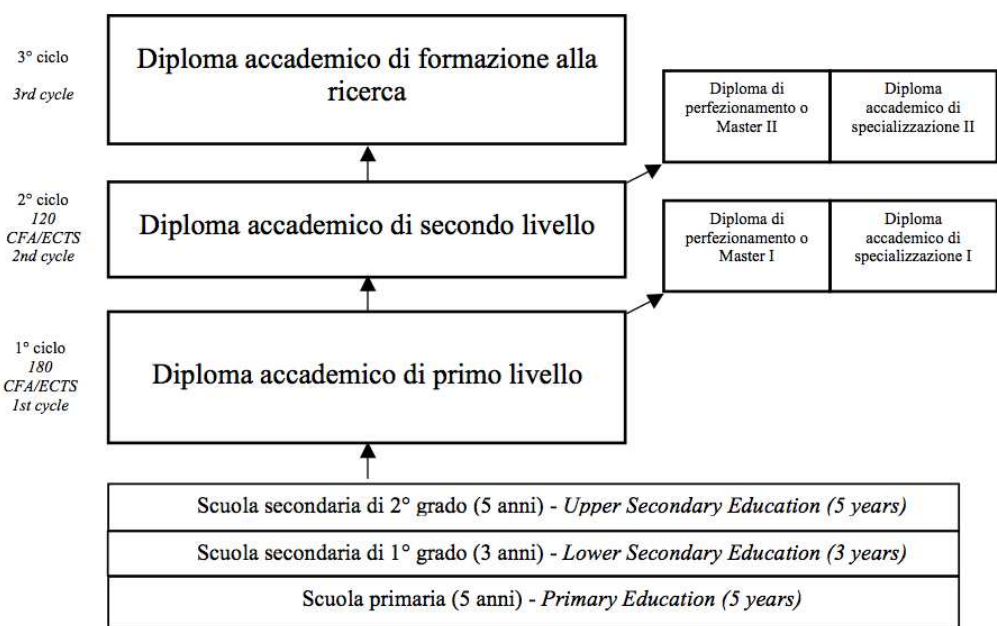 3° ciclo
3rd cycle
Diploma accademico di formazione alla
ricerca
Diploma di
perfezionamento o
Master II
Diploma
accademico di
specializzazione II
2° ciclo
120
CFA/ECTS
2nd cycle
Diploma accademico di secondo livello
Diploma di
perfezionamento o
Master I
Diploma
accademico di
specializzazione I
1° ciclo
180
CFA/ECTS
1st cycle
Diploma accademico di primo livello
Scuola secondaria di 2° grado (5 anni) - Upper Secondary Education (5 years)
Scuola secondaria di 1° grado (3 anni) - Lower Secondary Education (3 years)
Scuola primaria (5 anni) - Primary Education (5 years)